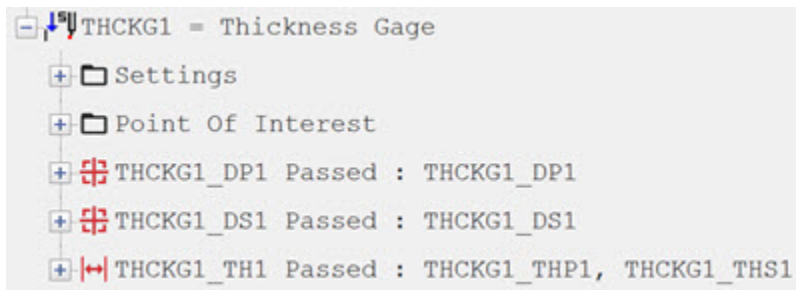 THCKG1 = Thickness Gage
Settings
Point Of Interest
THCKG1_DP1 Passed : THCKG1_DP1
THCKG1_DS1 Passed : THCKG1_DS1
THCKG1_TH1 Passed : THCKG1_THP1, THCKG1_THS1